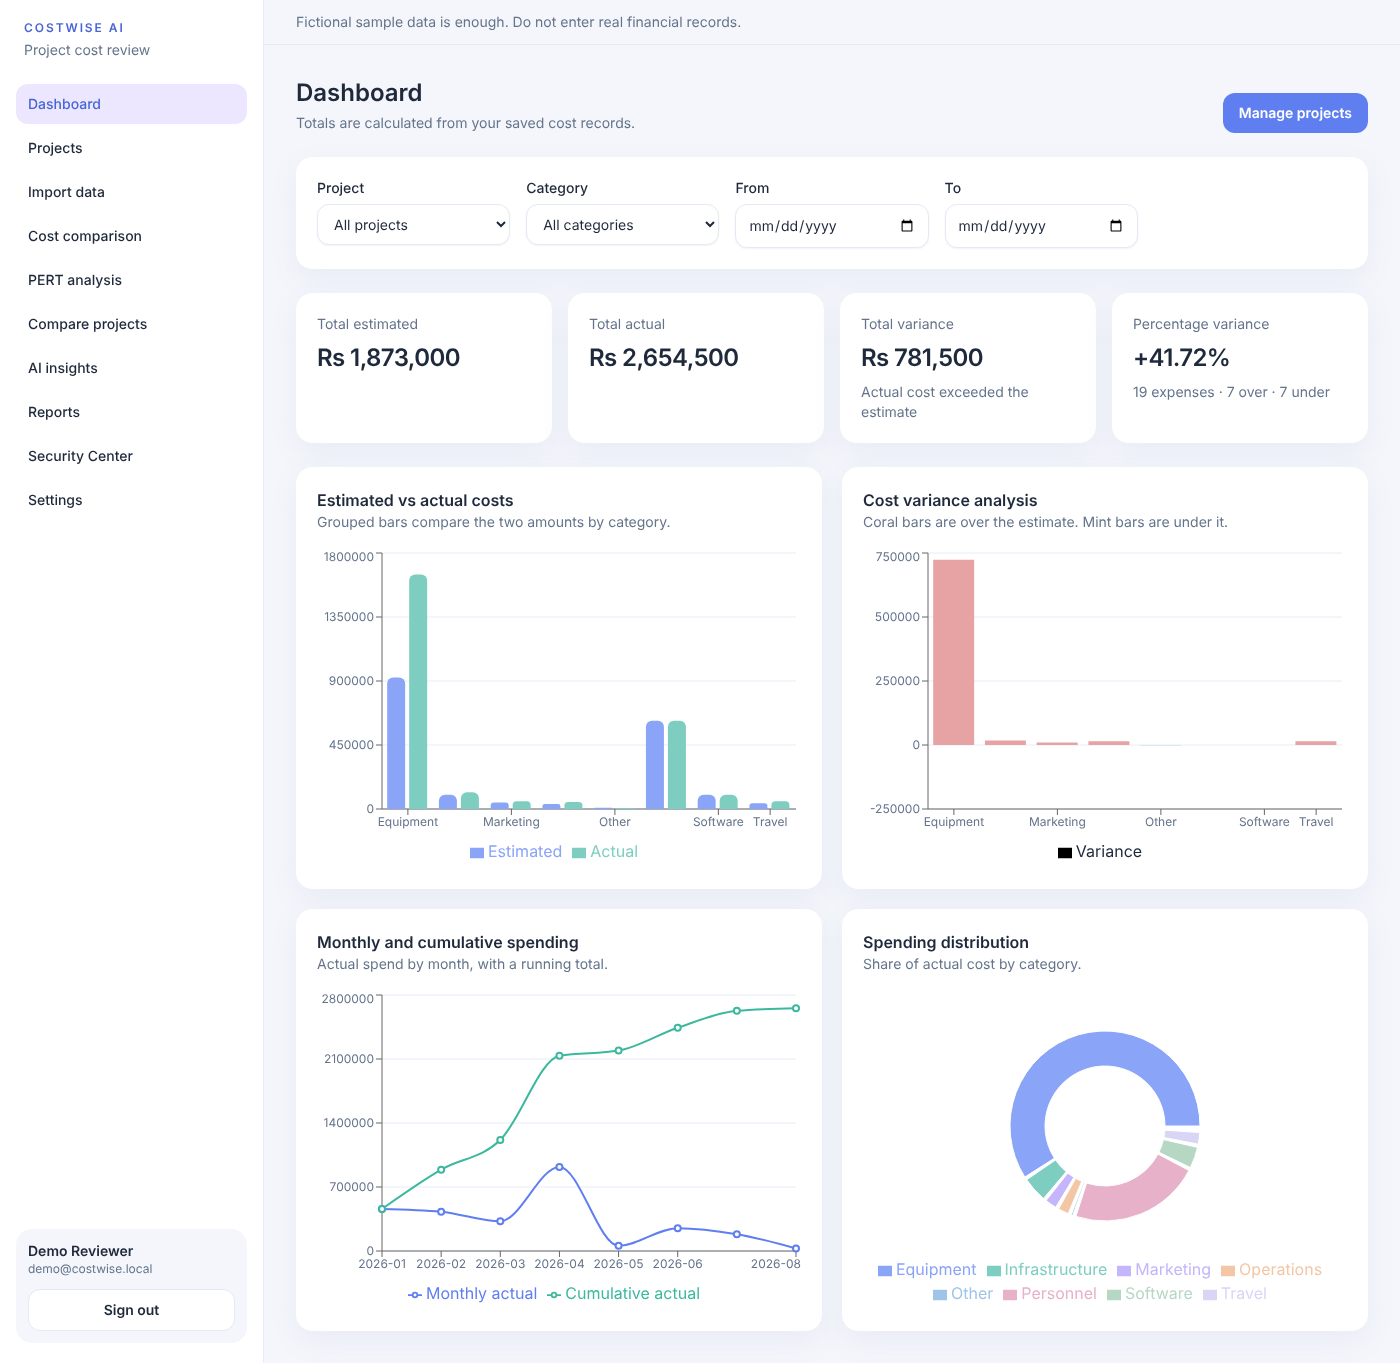 COSTWISE AI
Project cost review
Dashboard
Projects
Import data
Cost comparison
PERT analysis
Compare projects
AI insights
Reports
Security Center
Settings
Demo Reviewer
demo@costwise.local
Sign out
Fictional sample data is enough. Do not enter real financial records.
Dashboard
Totals are calculated from your saved cost records.
Manage projects
Project
Category
From
To
All projects
All categories
mm/dd/yyyy
mm/dd/yyyy
Total estimated
Rs 1,873,000
Total actual
Rs 2,654,500
Total variance
Rs 781,500
Actual cost exceeded the
estimate
Percentage variance
+41.72%
19 expenses · 7 over · 7 under
Estimated vs actual costs
Grouped bars compare the two amounts by category.
1800000
1350000
900000
450000
0
Equipment Marketing Other Software Travel
Estimated Actual
Cost variance analysis
Coral bars are over the estimate. Mint bars are under it.
750000
500000
250000
0
-250000
Equipment Marketing Other Software Travel
Variance
Monthly and cumulative spending
Actual spend by month, with a running total.
2800000
2100000
1400000
700000
0
2026-01 2026-02 2026-03 2026-04 2026-05 2026-06 2026-08
Monthly actual Cumulative actual
Spending distribution
Share of actual cost by category.
Equipment Infrastructure Marketing Operations
Other Personnel Software Travel